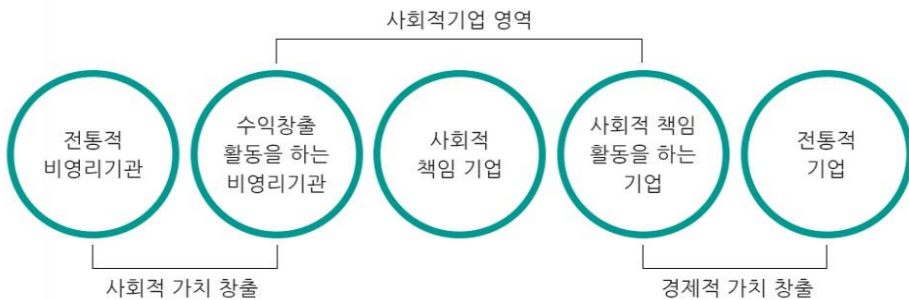 사회적기업 영역
전통적
비영리기관
수익창출
활동을 하는
비영리기관
사회적
책임 기업
사회적 책임
활동을 하는
기업
전통적
기업
사회적 가치 창출
경제적 가치 창출